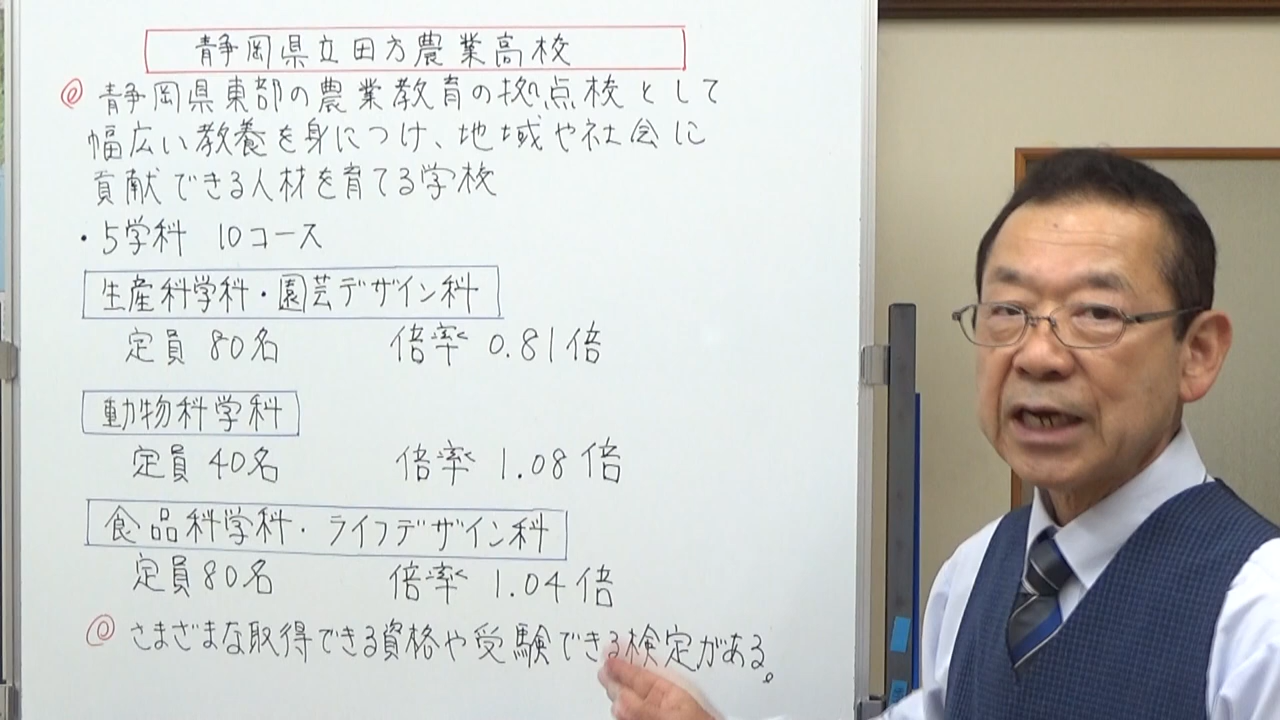 静岡県立田方農業高校
◎ 静岡県東部の農業教育の拠点校として
幅広い教養を身につけ、地域や社会に
貢献できる人材を育てる学校
・5学科 10コース
生産科学科・園芸デザイン科
定員 80名 倍率 0.81倍
動物科学科
定員 40名 倍率 1.08倍
食品科学科・ライフデザイン科
定員80名 倍率 1.04倍
◎ さまざまな取得できる資格や受験できる検定がある。